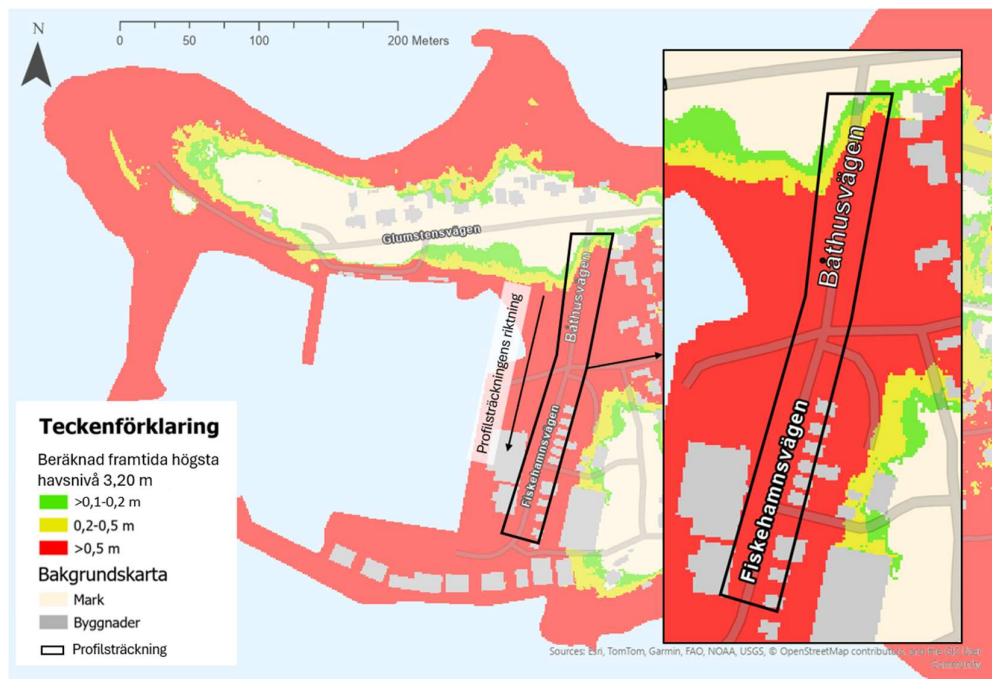 N
0 50 100 200 Meters
Glumstensvägen
Båthusvägen
Profilsträckningens riktning
Fiskehamnsvägen
Båthusvägen
Fiskehamnsvägen
Teckenförklaring
Beräknad framtida högsta
havsnivå 3,20 m
>0,1-0,2 m
0,2-0,5 m
>0,5 m
Bakgrundskarta
Mark
Byggnader
Profilsträckning
Sources: Esri, TomTom, Garmin, FAO, NOAA, USGS, © OpenStreetMap contributors, and the GIS User
Community